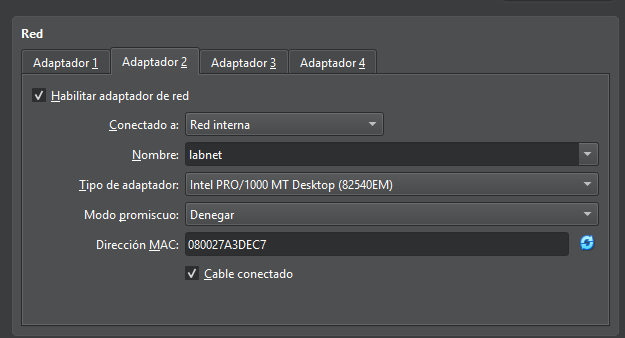 Red
Adaptador 1 Adaptador 2 Adaptador 3 Adaptador 4
Habilitar adaptador de red
Conectado a: Red interna
Nombre: labnet
Tipo de adaptador: Intel PRO/1000 MT Desktop (82540EM)
Modo promiscuo: Denegar
Dirección MAC: 080027A3DEC7
Cable conectado